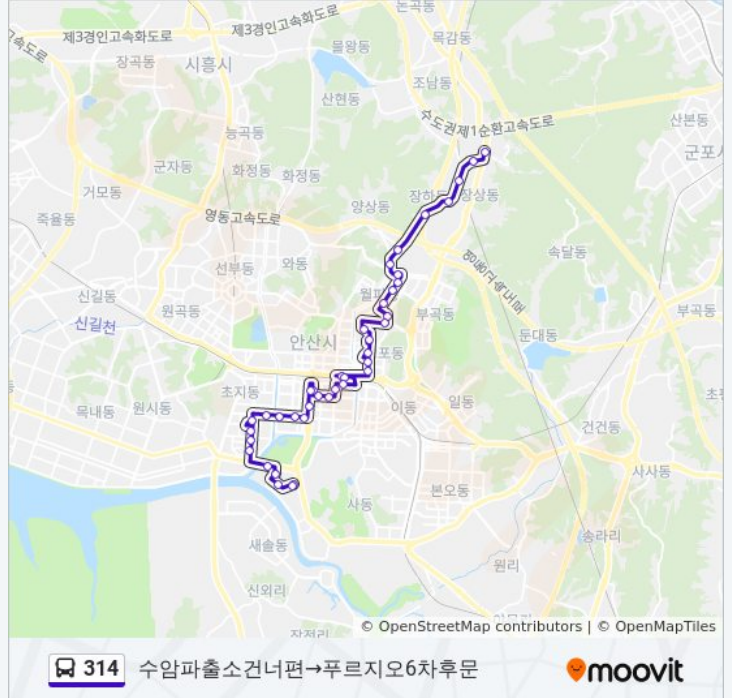 논곡동
제3경인고속화도로
제3경인고속화도로
목감동
물왕동
장곡동
시흥시
조남동
산현동
수도권제1순환고속도로
산본동
능곡동
군포시
군자동
화정동
화정동
거모동
장상동
양상동
죽율동
영동고속도로
속달동
와동
선부동
신길동
월피
부곡동
부곡동
원곡동
신길천
둔대동
안산시
포동
초지동
이동
일동
목내동
원시동
건건동
사사동
본오동
사동
송라리
새솔동
원리
신외리
장전리
© OpenStreetMap contributors | © OpenMapTiles
314 수암파출소건너편→푸르지오6차후문
moovit